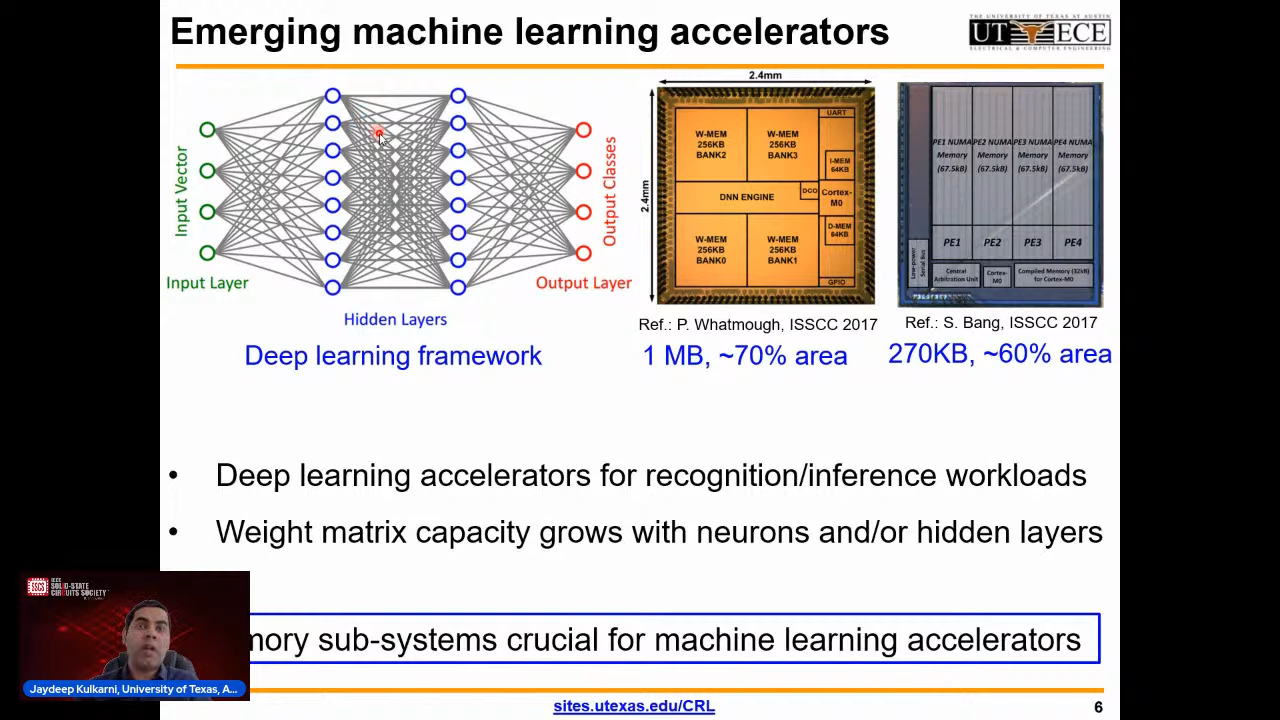 Emerging machine learning accelerators
THE UNIVERSITY OF TEXAS AT AUSTIN
UT ECE
ELECTRICAL & COMPUTER ENGINEERING
Input Vector
Input Layer
Hidden Layers
Output Classes
Output Layer
Deep learning framework
2.4mm
2.4mm
UART
W-MEM
256KB
BANK2
W-MEM
256KB
BANK3
I-MEM
64KB
DNN ENGINE
DCO
Cortex-
M0
W-MEM
256KB
BANK0
W-MEM
256KB
BANK1
D-MEM
64KB
GPIO
Ref.: P. Whatmough, ISSCC 2017
1 MB, ~70% area
PE1 NUMA
Memory
(67.5kB)
PE2 NUMA
Memory
(67.5kB)
PE3 NUMA
Memory
(67.5kB)
PE4 NUMA
Memory
(67.5kB)
PE1
PE2
PE3
PE4
Low-power
Serial Bus
Central
Arbitration Unit
Cortex-
M0
Compiled Memory (32kB)
for Cortex-M0
Ref.: S. Bang, ISSCC 2017
270KB, ~60% area
• Deep learning accelerators for recognition/inference workloads
• Weight matrix capacity grows with neurons and/or hidden layers
mory sub-systems crucial for machine learning accelerators
SSCS
IEEE
SOLID-STATE
CIRCUITS SOCIETY
Jaydeep Kulkarni, University of Texas, A...
sites.utexas.edu/CRL
6